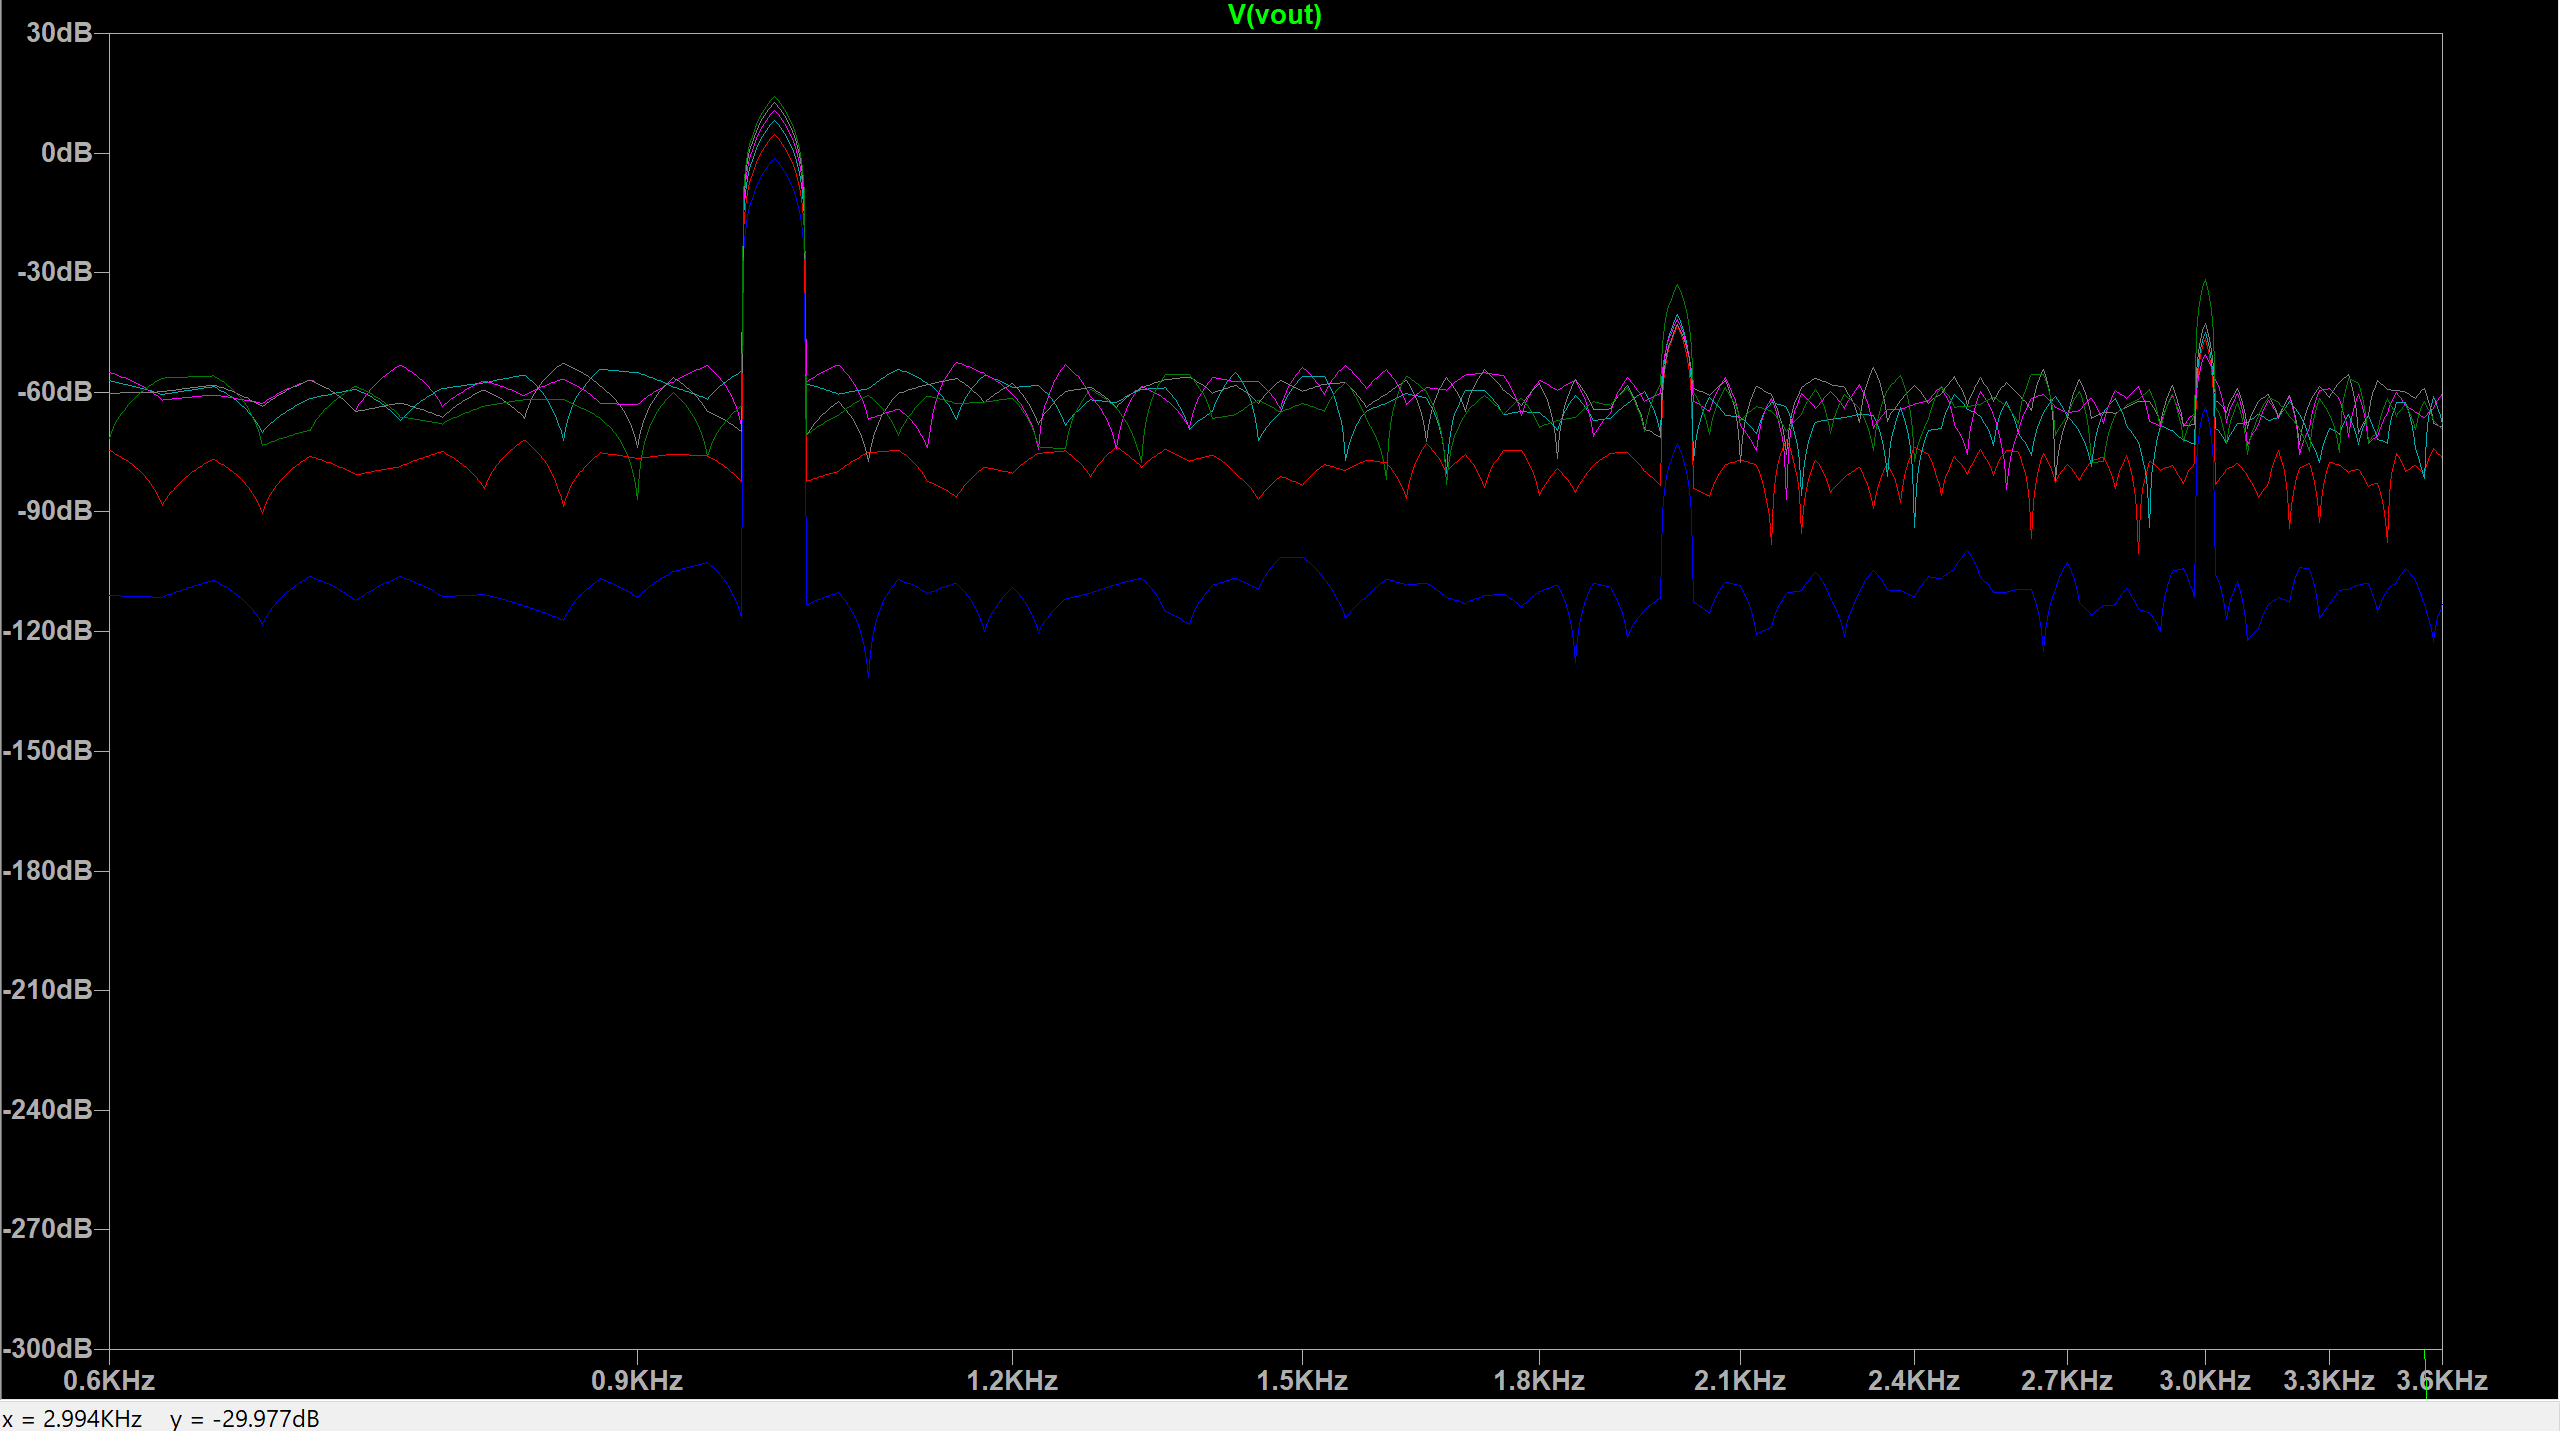 V(vout)
30dB
0dB
-30dB
-60dB
-90dB
-120dB
-150dB
-180dB
-210dB
-240dB
-270dB
-300dB
0.6KHz 0.9KHz 1.2KHz 1.5KHz 1.8KHz 2.1KHz 2.4KHz 2.7KHz 3.0KHz 3.3KHz 3.6KHz
x = 2.994KHz y = -29.977dB